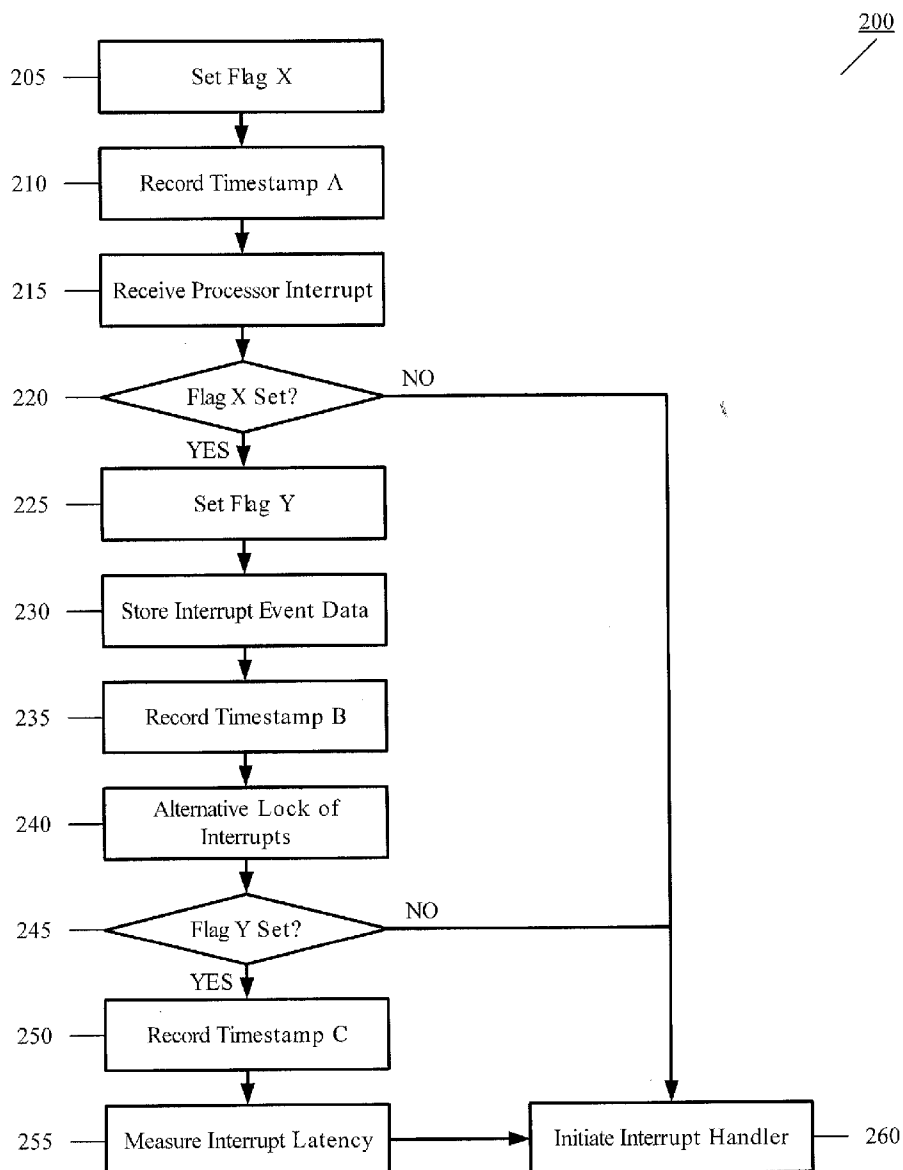 200
205
Set Flag X
210
Record Timestamp A
215
Receive Processor Interrupt
220
Flag X Set?
NO
YES
225
Set Flag Y
230
Store Interrupt Event Data
235
Record Timestamp B
240
Alternative Lock of
Interrupts
245
Flag Y Set?
NO
YES
250
Record Timestamp C
255
Measure Interrupt Latency
Initiate Interrupt Handler
260